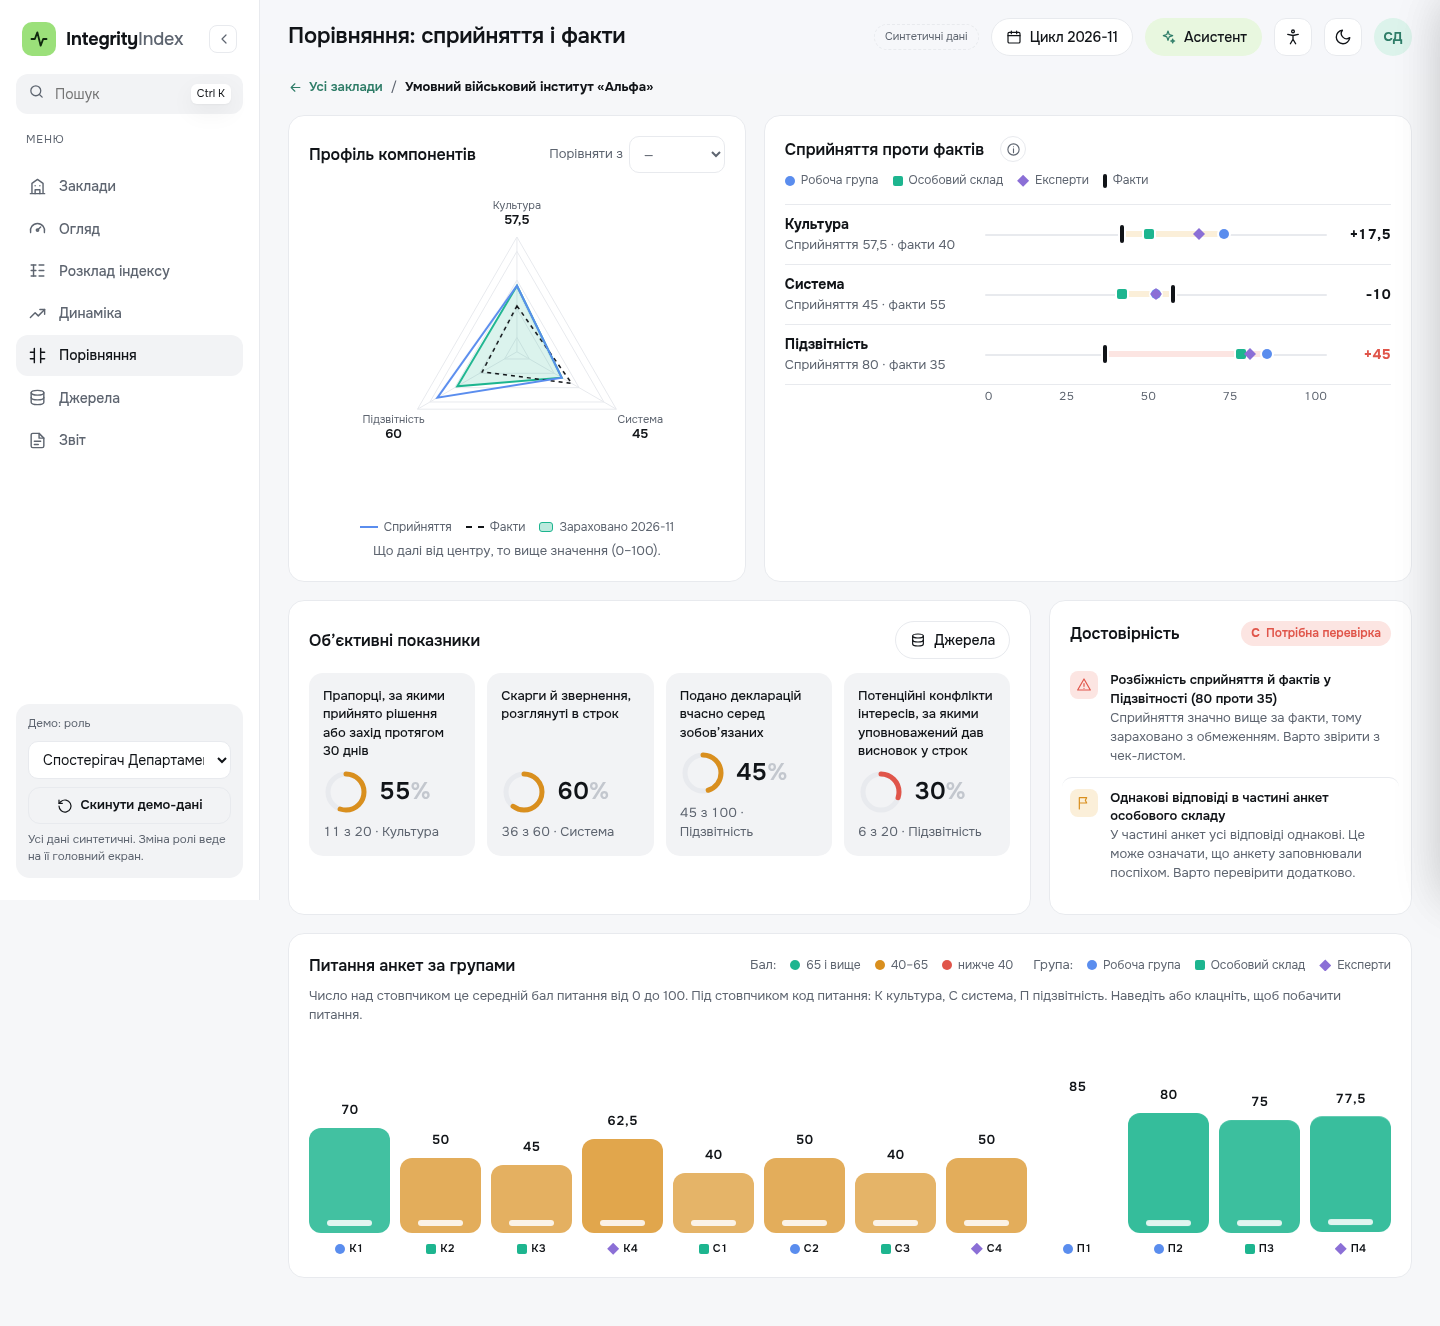 IntegrityIndex
Пошук
Ctrl K
МЕНЮ
Заклади
Огляд
Розклад індексу
Динаміка
Порівняння
Джерела
Звіт
Демо: роль
Спостерігач Департамен
Скинути демо-дані
Усі дані синтетичні. Зміна ролі веде
на її головний екран.
Порівняння: сприйняття і факти
Синтетичні дані
Цикл 2026-11
Асистент
СД
← Усі заклади / Умовний військовий інститут «Альфа»
Профіль компонентів
Порівняти з
—
Культура
57,5
Підзвітність
60
Система
45
Сприйняття
Факти
Зараховано 2026-11
Що далі від центру, то вище значення (0–100).
Сприйняття проти фактів
Робоча група
Особовий склад
Експерти
Факти
Культура
Сприйняття 57,5 · факти 40
+17,5
Система
Сприйняття 45 · факти 55
-10
Підзвітність
Сприйняття 80 · факти 35
+45
0 25 50 75 100
Об’єктивні показники
Джерела
Прапорці, за якими
прийнято рішення
або захід протягом
30 днів
55%
11 з 20 · Культура
Скарги й звернення,
розглянуті в строк
60%
36 з 60 · Система
Подано декларацій
вчасно серед
зобов’язаних
45%
45 з 100 ·
Підзвітність
Потенційні конфлікти
інтересів, за якими
уповноважений дав
висновок у строк
30%
6 з 20 · Підзвітність
Достовірність
C Потрібна перевірка
Розбіжність сприйняття й фактів у
Підзвітності (80 проти 35)
Сприйняття значно вище за факти, тому
зараховано з обмеженням. Варто звірити з
чек-листом.
Однакові відповіді в частині анкет
особового складу
У частині анкет усі відповіді однакові. Це
може означати, що анкету заповнювали
поспіхом. Варто перевірити додатково.
Питання анкет за групами
Бал: 65 і вище 40–65 нижче 40 Група: Робоча група Особовий склад Експерти
Число над стовпчиком це середній бал питання від 0 до 100. Під стовпчиком код питання: К культура, С система, П підзвітність. Наведіть або клацніть, щоб побачити
питання.
70 50 45 62,5 40 50 40 50 85 80 75 77,5
К1 К2 К3 К4 С1 С2 С3 С4 П1 П2 П3 П4